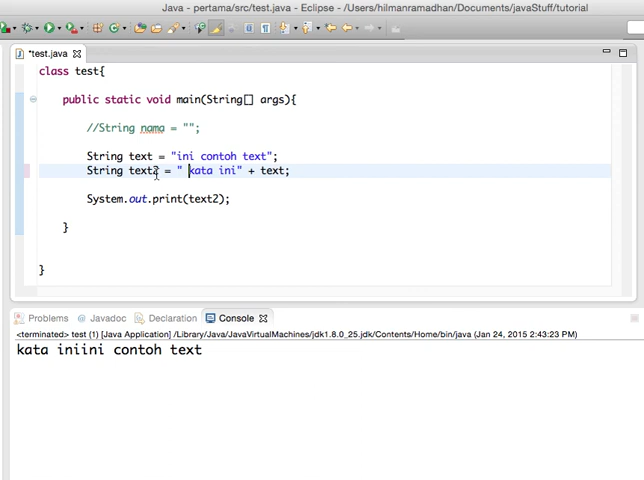 Java - pertama/src/test.java - Eclipse - /Users/hilmanramadhan/Documents/javaStuff/tutorial
*test.java
class test{
public static void main(String[] args){
//String nama = "";
String text = "ini contoh text";
String text2 = " kata ini" + text;
System.out.print(text2);
}
}
Problems @ Javadoc Declaration Console
<terminated> test (1) [Java Application] /Library/Java/JavaVirtualMachines/jdk1.8.0_25.jdk/Contents/Home/bin/java (Jan 24, 2015 2:43:23 PM)
kata iniini contoh text